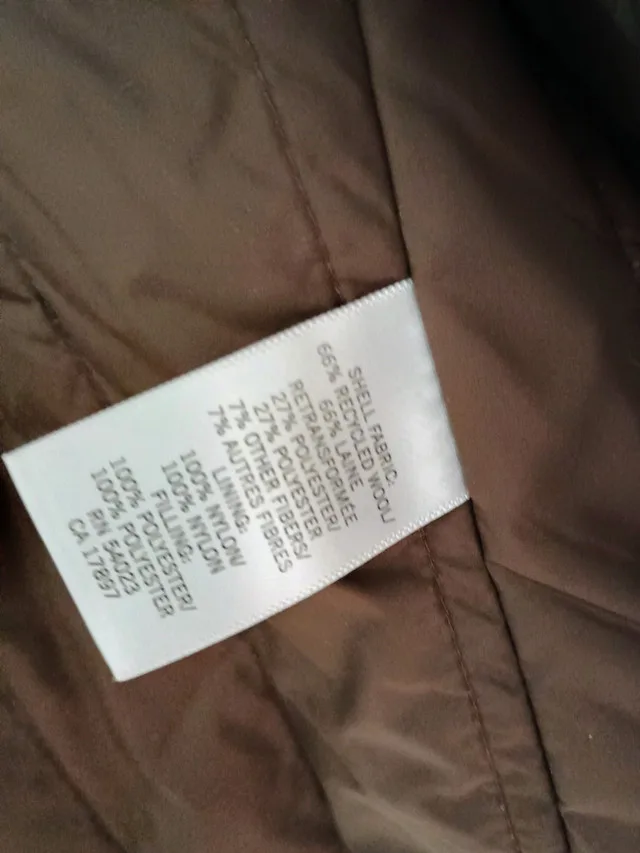 SHELL FABRIC:
66% RECYCLED WOOL/
66% LAINE
RETRANSFORMÉE
27% POLYESTER/
27% POLYESTER
7% OTHER FIBERS/
7% AUTRES FIBRES
LINING:
100% NYLON/
100% NYLON
FILLING:
100% POLYESTER/
100% POLYESTER
RN 54023
CA 17897